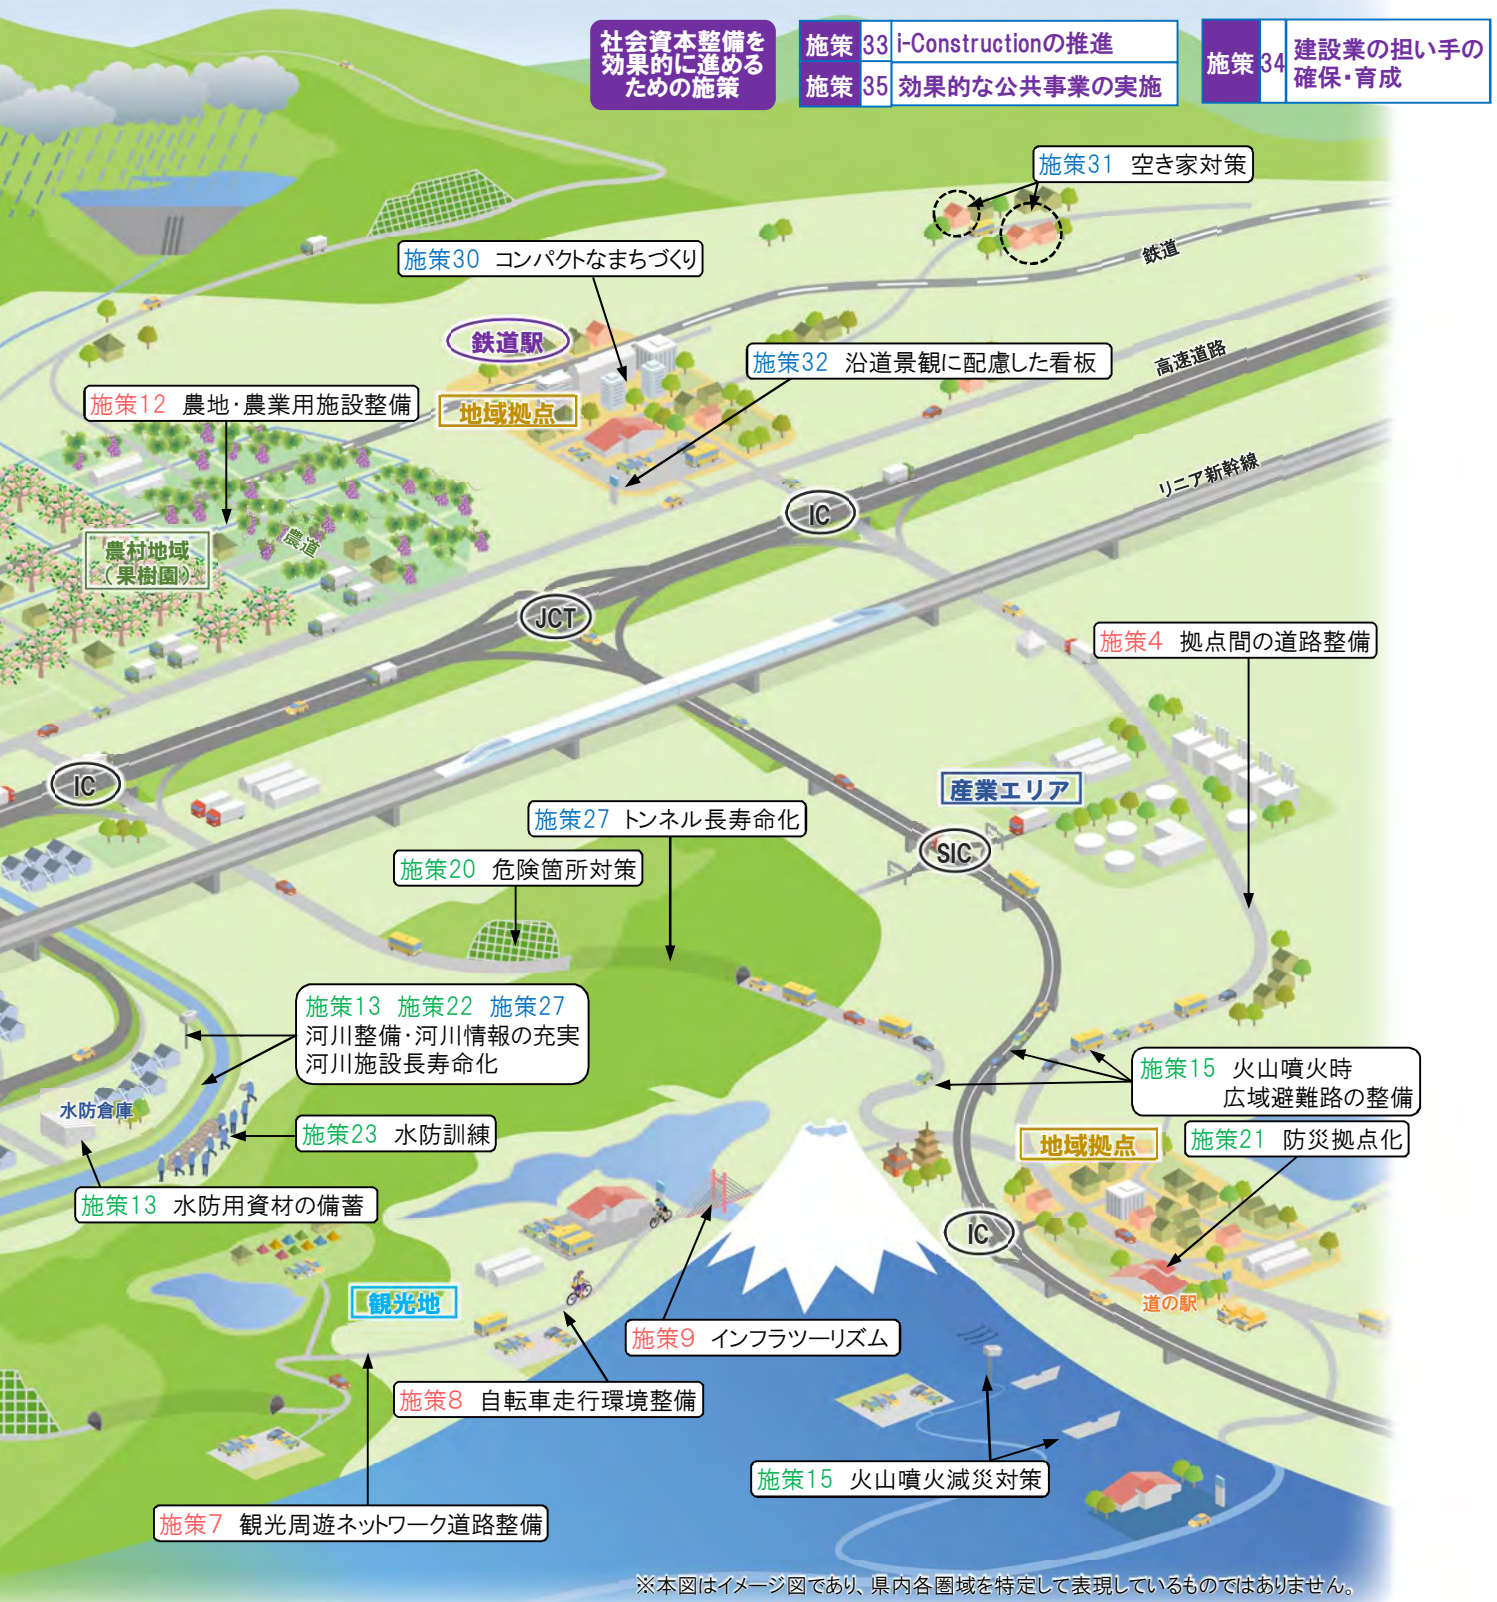 社会資本整備を
効果的に進める
ための施策
施策 33 i-Constructionの推進
施策 35 効果的な公共事業の実施
施策 34 建設業の担い手の
確保・育成
施策31 空き家対策
鉄道
施策30 コンパクトなまちづくり
鉄道駅
施策32 沿道景観に配慮した看板
高速道路
施策12 農地・農業用施設整備
地域拠点
リニア新幹線
IC
農道
農村地域
（果樹園）
JCT
施策4 拠点間の道路整備
IC
産業エリア
施策27 トンネル長寿命化
SIC
施策20 危険箇所対策
施策13 施策22 施策27
河川整備・河川情報の充実
河川施設長寿命化
施策15 火山噴火時
広域避難路の整備
水防倉庫
施策23 水防訓練
地域拠点
施策21 防災拠点化
施策13 水防用資材の備蓄
IC
観光地
道の駅
施策9 インフラツーリズム
施策8 自転車走行環境整備
施策15 火山噴火減災対策
施策7 観光周遊ネットワーク道路整備
※本図はイメージ図であり、県内各圏域を特定して表現しているものではありません。